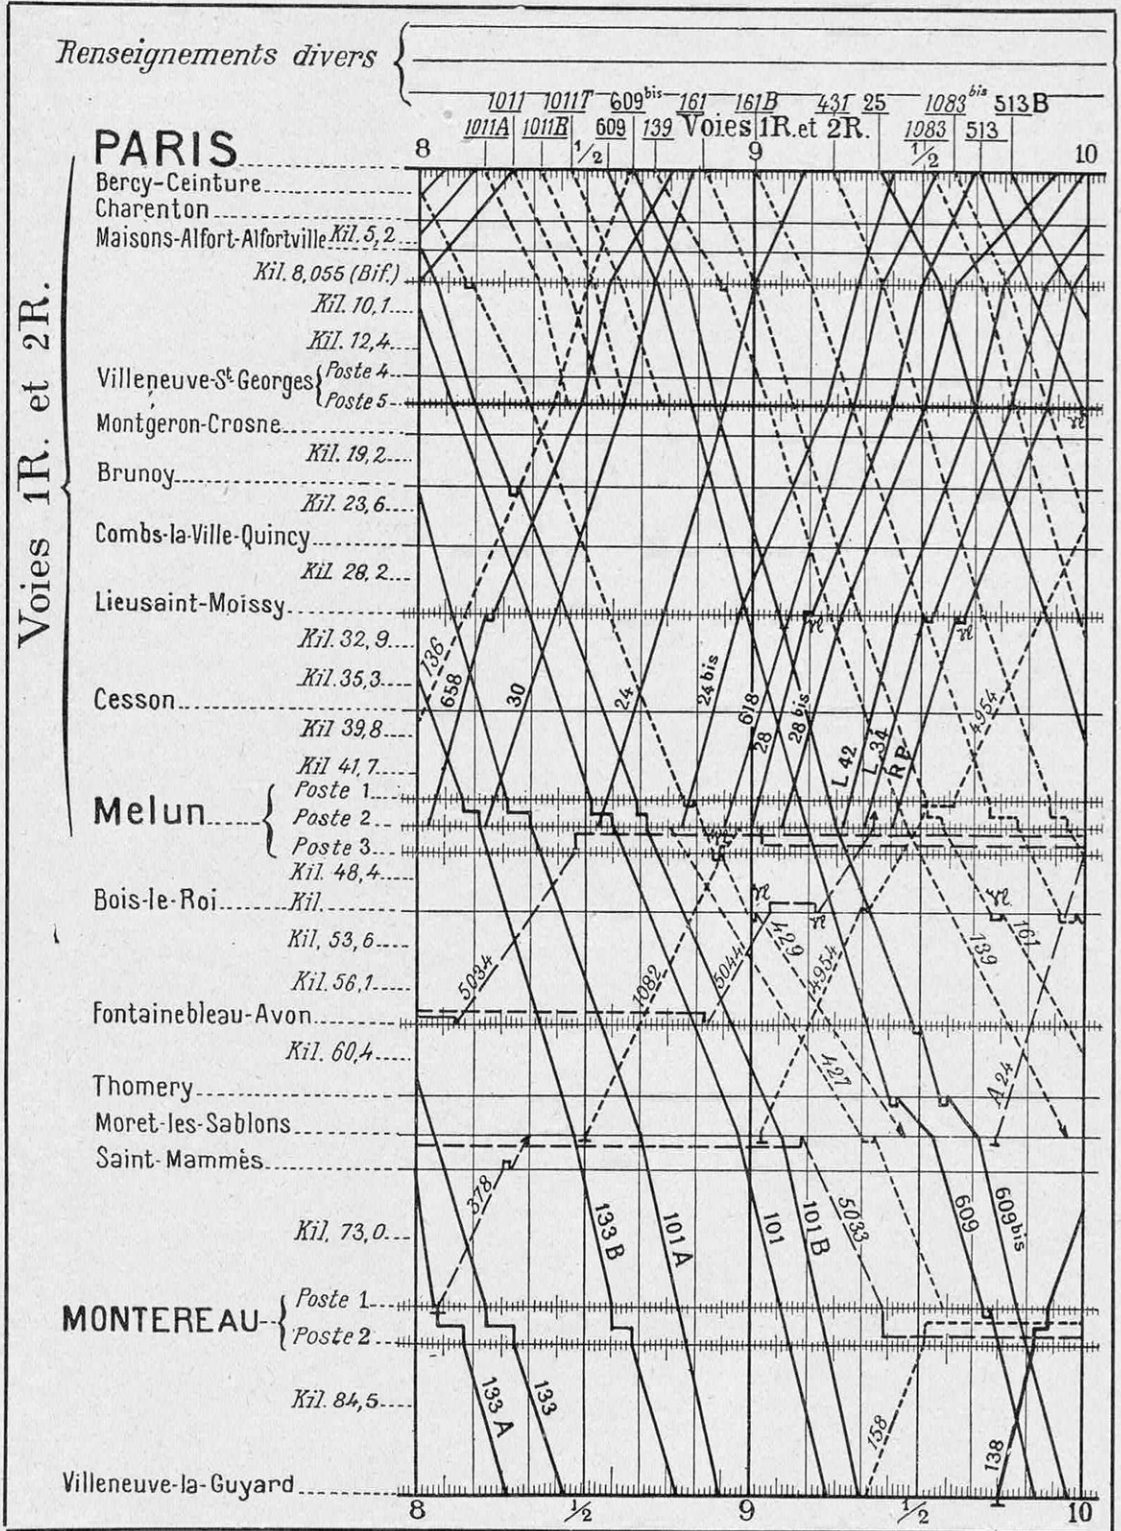 Renseignements divers
1011 1011T 609bis 161 161B 431 25 1083bis 513B
1011A 1011B 609 139 Voies 1R. et 2R. 1083 513
8 1/2 9 1/2 10
Voies 1R. et 2R.
PARIS
Bercy-Ceinture
Charenton
Maisons-Alfort-Alfortville Kil. 5,2
Kil. 8,055 (Bif.)
Kil. 10,1
Kil. 12,4
Villeneuve-St-Georges Poste 4
Poste 5
Montgeron-Crosne
Kil. 19,2
Brunoy
Kil. 23,6
Combs-la-Ville-Quincy
Kil. 28,2
Lieusaint-Moissy
Kil. 32,9
Kil. 35,3
Cesson
Kil 39,8
Kil 41,7
Poste 1
Melun Poste 2
Poste 3
Kil. 48,4
Bois-le-Roi Kil.
Kil, 53,6
Kil. 56,1
Fontainebleau-Avon
Kil. 60,4
Thomery
Moret-les-Sablons
Saint-Mammès
Kil, 73,0
Poste 1
MONTEREAU
Poste 2
Kil. 84,5
Villeneuve-la-Guyard
136 658 30 24 24 bis 618 28 28 bis L 42 L 34 R P 4954
5034 1082 5044 429 4954 427 139 161 A 24
378 133 B 101 A 101 101 B 5033 609 609 bis
133 A 133 158 138
8 1/2 9 1/2 10